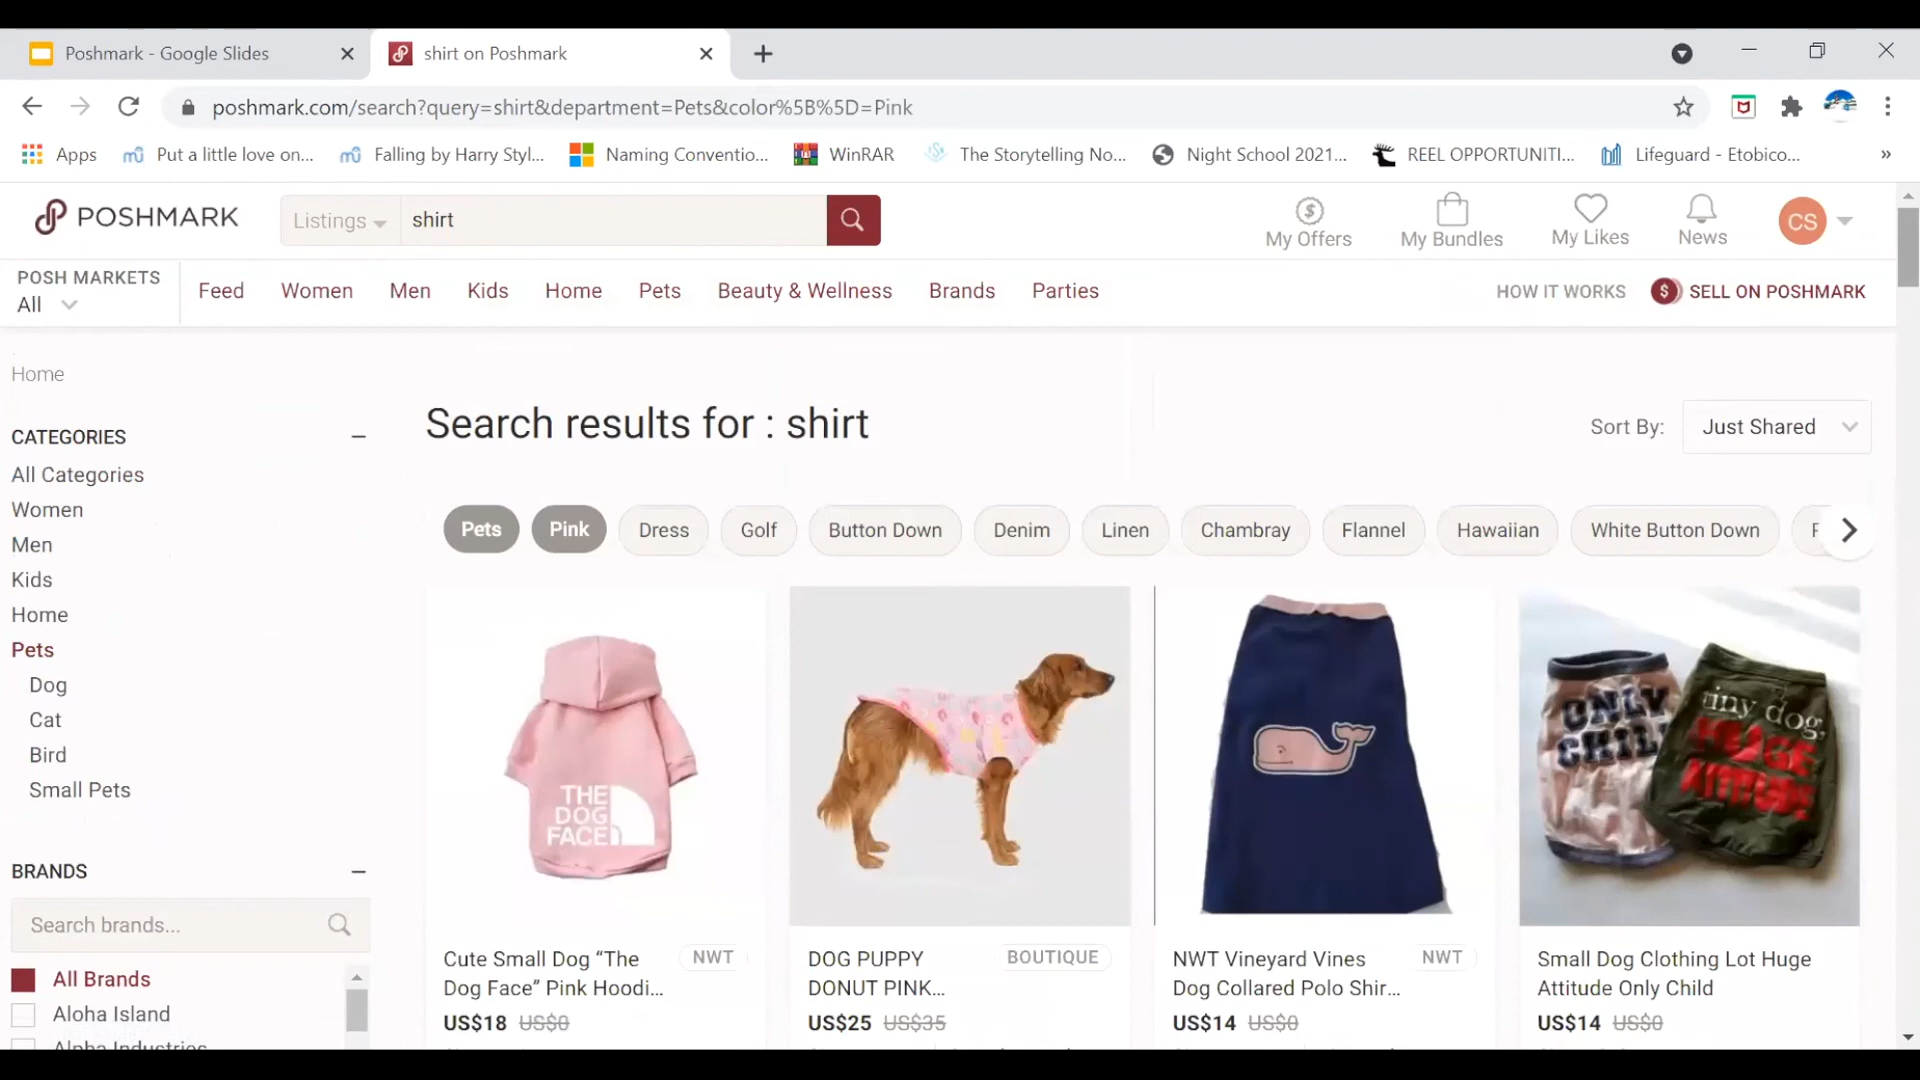 Poshmark - Google Slides
shirt on Poshmark
poshmark.com/search?query=shirt&department=Pets&color%5B%5D=Pink
Apps
Put a little love on...
Falling by Harry Styl...
Naming Conventio...
WinRAR
The Storytelling No...
Night School 2021...
REEL OPPORTUNITI...
Lifeguard - Etobico...
POSHMARK
Listings
shirt
My Offers
My Bundles
My Likes
News
CS
POSH MARKETS
All
Feed
Women
Men
Kids
Home
Pets
Beauty & Wellness
Brands
Parties
HOW IT WORKS
SELL ON POSHMARK
Home
CATEGORIES
All Categories
Women
Men
Kids
Home
Pets
Dog
Cat
Bird
Small Pets
BRANDS
Search brands...
All Brands
Aloha Island
Alpha Industries
Search results for : shirt
Sort By:
Just Shared
Pets
Pink
Dress
Golf
Button Down
Denim
Linen
Chambray
Flannel
Hawaiian
White Button Down
THE
DOG
FACE
ONLY
CHIL
tiny dog,
HUGE
ATTITUDE
Cute Small Dog “The
Dog Face” Pink Hoodi...
NWT
US$18 US$0
DOG PUPPY
DONUT PINK...
BOUTIQUE
US$25 US$35
NWT Vineyard Vines
Dog Collared Polo Shir...
NWT
US$14 US$0
Small Dog Clothing Lot Huge
Attitude Only Child
US$14 US$0